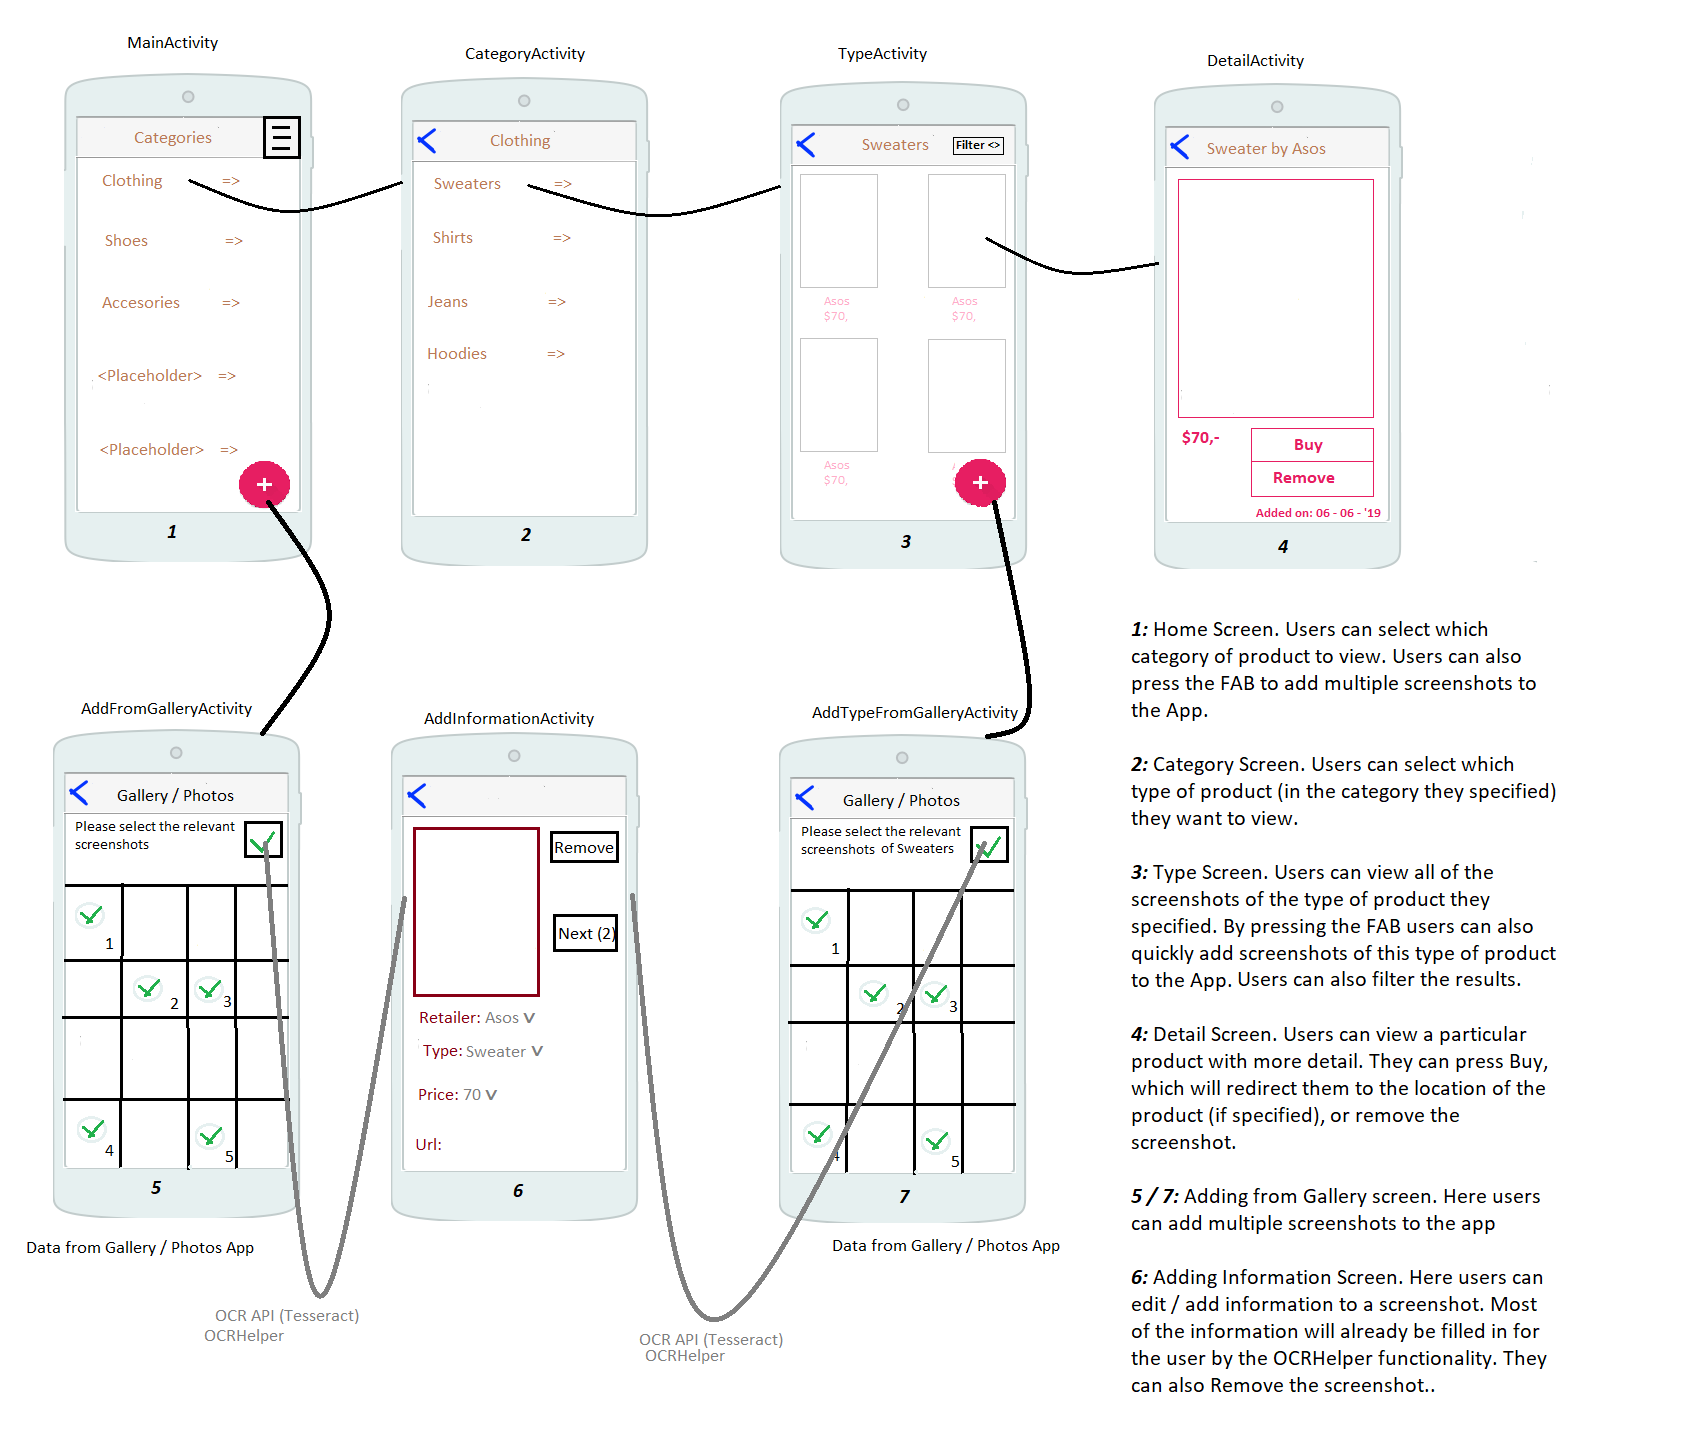 MainActivity
CategoryActivity
TypeActivity
DetailActivity
Categories
Clothing =>
Shoes =>
Accesories =>
<Placeholder> =>
<Placeholder> =>
+
1
Clothing
Sweaters =>
Shirts =>
Jeans =>
Hoodies =>
2
Sweaters Filter <>
Asos Asos
$70, $70,
Asos
$70,
+
3
Sweater by Asos
$70,-
Buy
Remove
Added on: 06 - 06 - '19
4
AddFromGalleryActivity
AddInformationActivity
AddTypeFromGalleryActivity
Gallery / Photos
Please select the relevant
screenshots
1
2 3
4 5
5
Data from Gallery / Photos App
OCR API (Tesseract)
OCRHelper
Remove
Next (2)
Retailer: Asos V
Type: Sweater V
Price: 70 V
Url:
6
OCR API (Tesseract)
OCRHelper
Gallery / Photos
Please select the relevant
screenshots of Sweaters
1
2 3
4 5
7
Data from Gallery / Photos App
1: Home Screen. Users can select which
category of product to view. Users can also
press the FAB to add multiple screenshots to
the App.
2: Category Screen. Users can select which
type of product (in the category they specified)
they want to view.
3: Type Screen. Users can view all of the
screenshots of the type of product they
specified. By pressing the FAB users can also
quickly add screenshots of this type of product
to the App. Users can also filter the results.
4: Detail Screen. Users can view a particular
product with more detail. They can press Buy,
which will redirect them to the location of the
product (if specified), or remove the
screenshot.
5 / 7: Adding from Gallery screen. Here users
can add multiple screenshots to the app
6: Adding Information Screen. Here users can
edit / add information to a screenshot. Most
of the information will already be filled in for
the user by the OCRHelper functionality. They
can also Remove the screenshot..